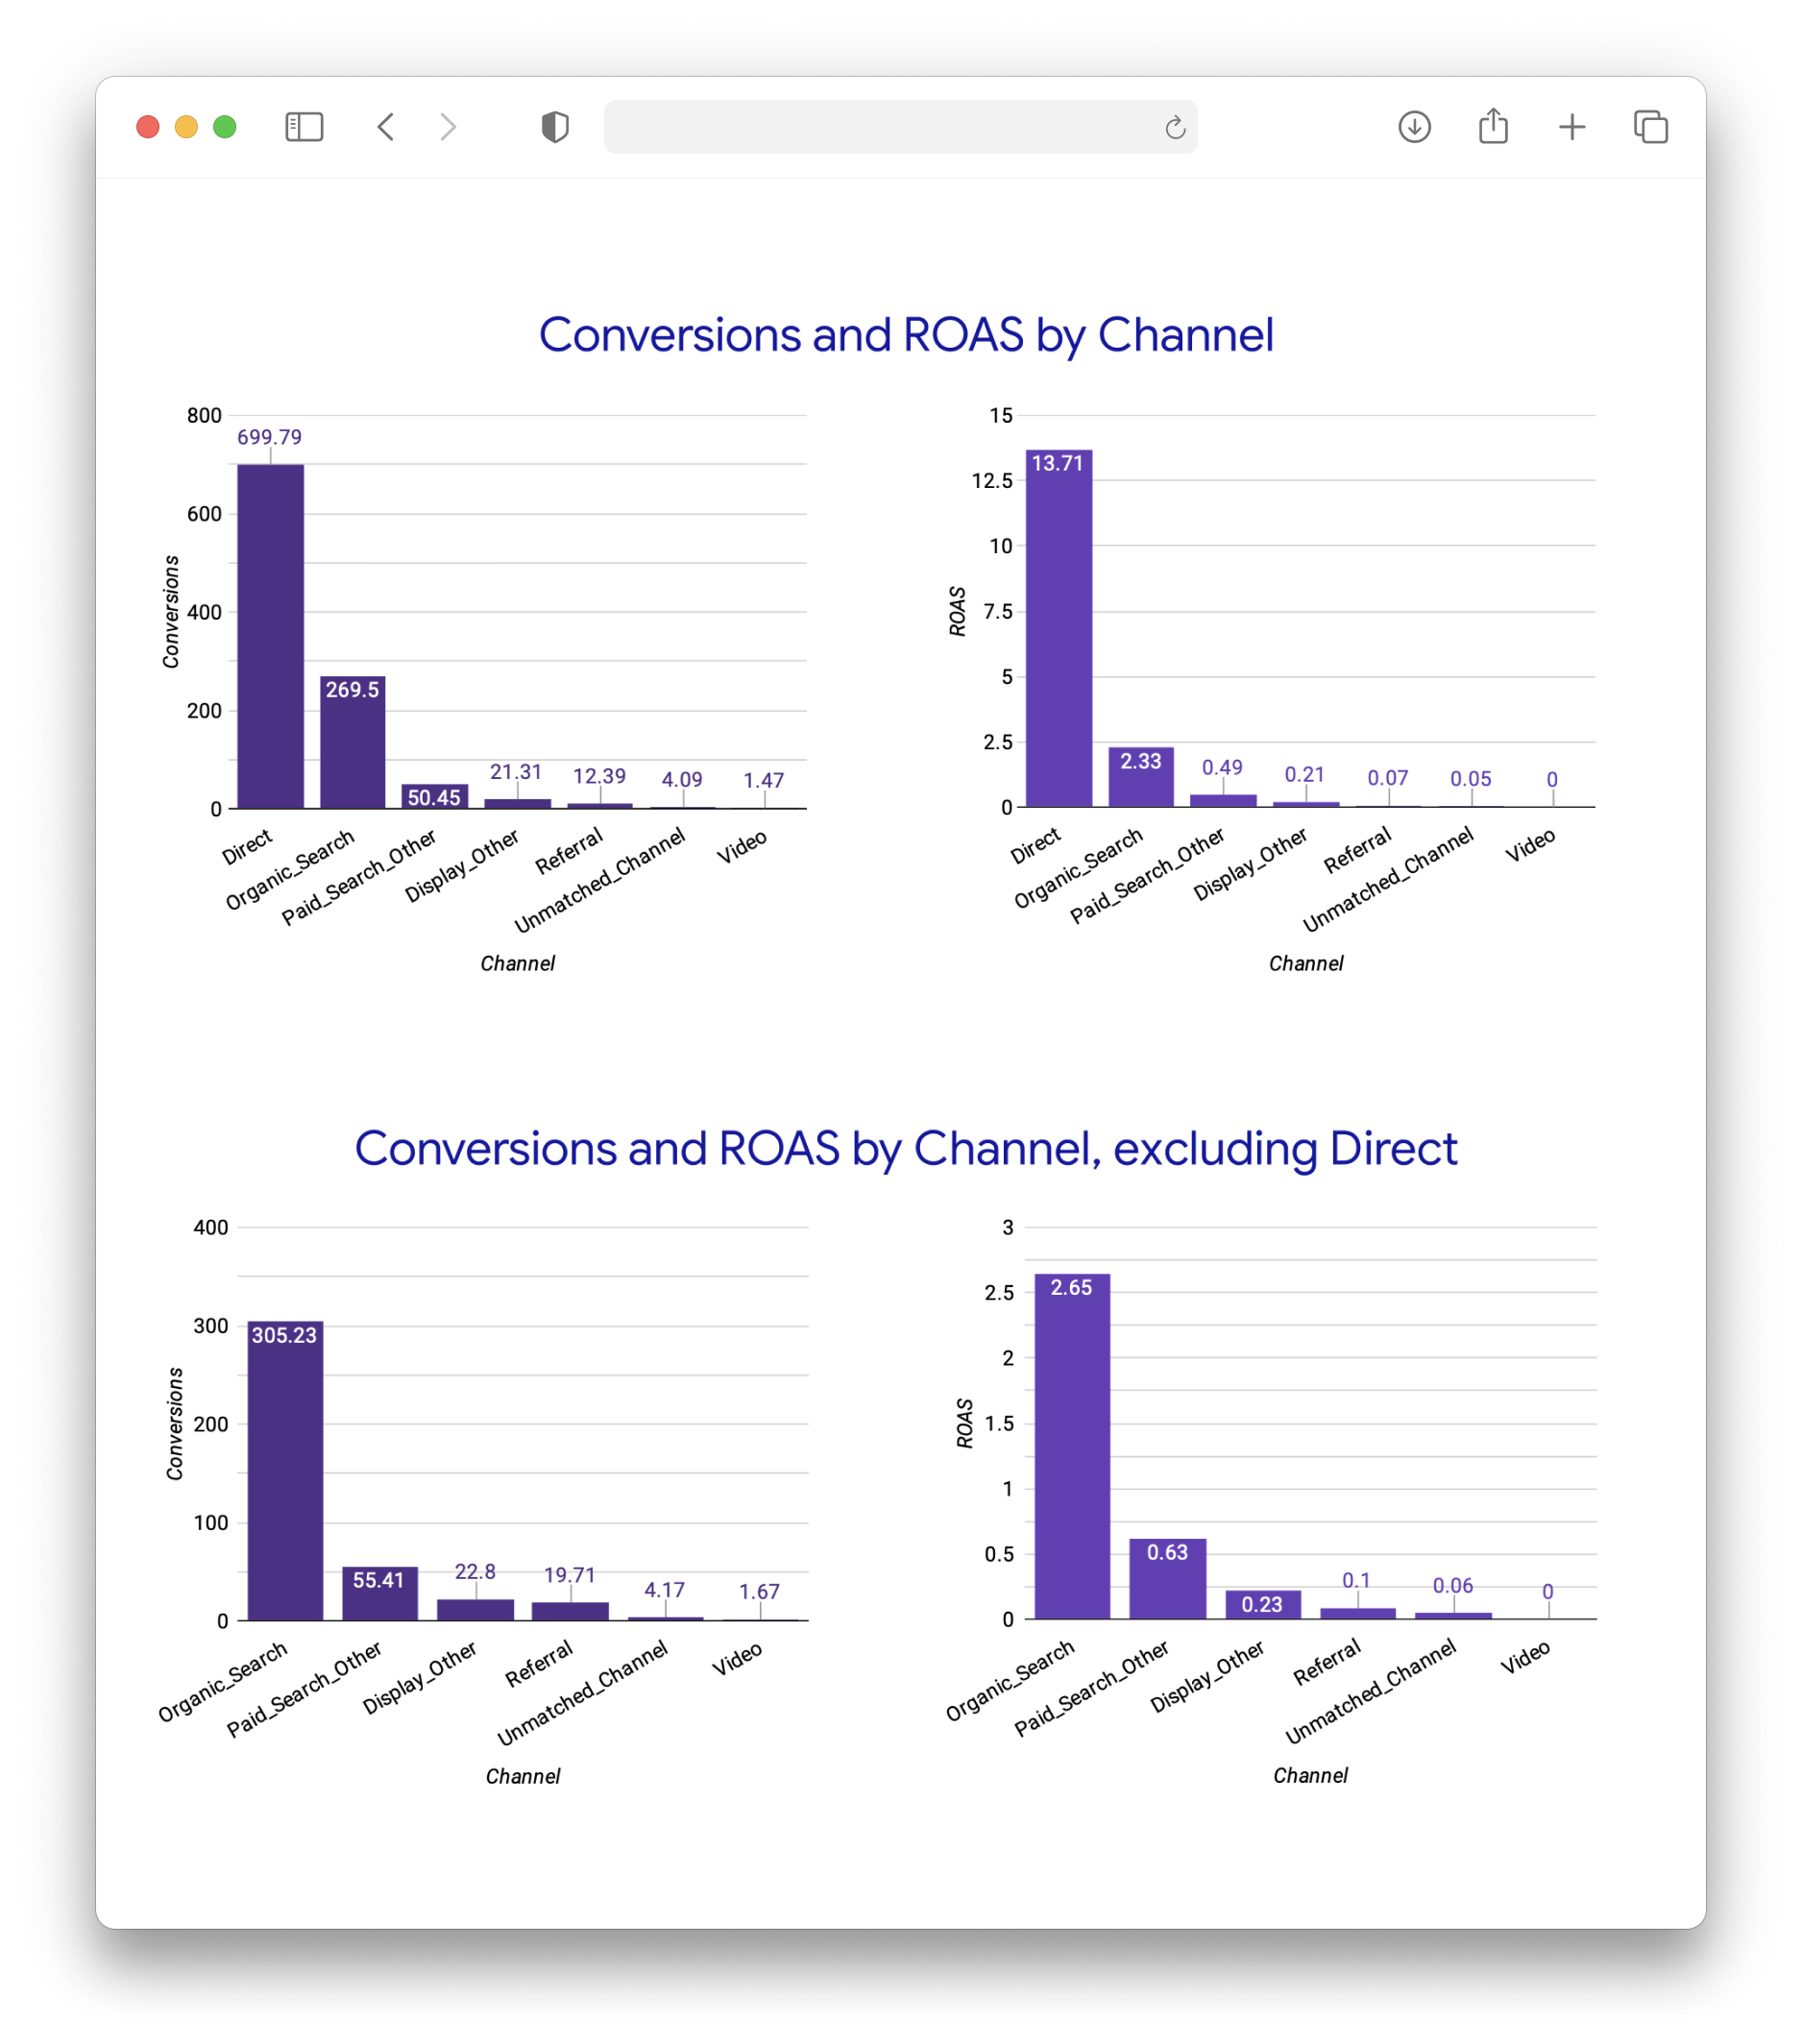 Conversions and ROAS by Channel
800
600
400
200
0
Conversions
699.79
269.5
50.45
21.31
12.39
4.09
1.47
Direct
Organic_Search
Paid_Search_Other
Display_Other
Referral
Unmatched_Channel
Video
Channel
15
12.5
10
7.5
5
2.5
0
ROAS
13.71
2.33
0.49
0.21
0.07
0.05
0
Direct
Organic_Search
Paid_Search_Other
Display_Other
Referral
Unmatched_Channel
Video
Channel
Conversions and ROAS by Channel, excluding Direct
400
300
200
100
0
Conversions
305.23
55.41
22.8
19.71
4.17
1.67
Organic_Search
Paid_Search_Other
Display_Other
Referral
Unmatched_Channel
Video
Channel
3
2.5
2
1.5
1
0.5
0
ROAS
2.65
0.63
0.23
0.1
0.06
0
Organic_Search
Paid_Search_Other
Display_Other
Referral
Unmatched_Channel
Video
Channel